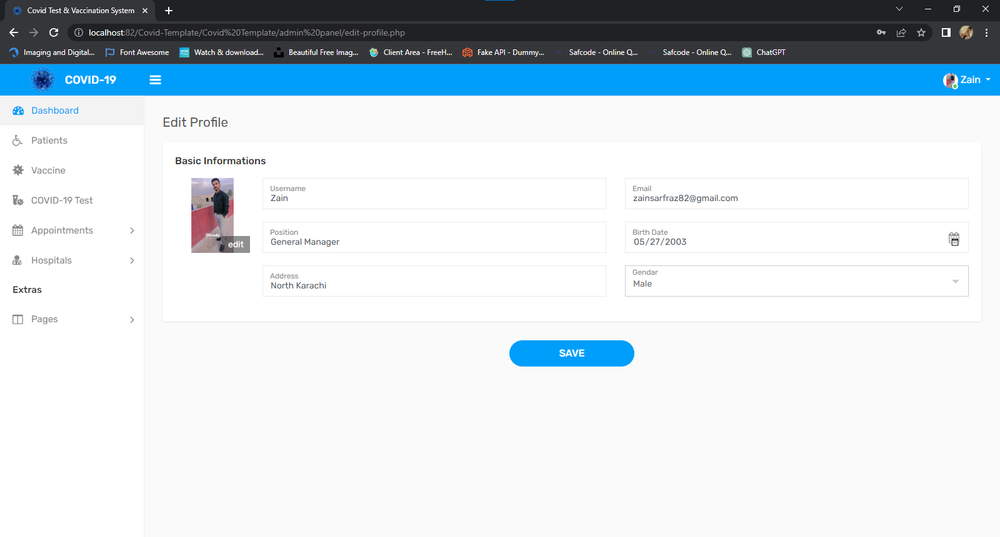 Covid Test & Vaccination System
localhost:82/Covid-Template/Covid%20Template/admin%20panel/edit-profile.php
Imaging and Digital...
Font Awesome
eros now
Watch & download...
Beautiful Free Imag...
Client Area - FreeH...
Fake API - Dummy...
Safcode - Online Q...
Safcode - Online Q...
ChatGPT
COVID-19
Zain
Dashboard
Patients
Vaccine
COVID-19 Test
Appointments
Hospitals
Extras
Pages
Edit Profile
Basic Informations
edit
Username
Zain
Email
zainsarfraz82@gmail.com
Position
General Manager
Birth Date
05/27/2003
Address
North Karachi
Gendar
Male
SAVE